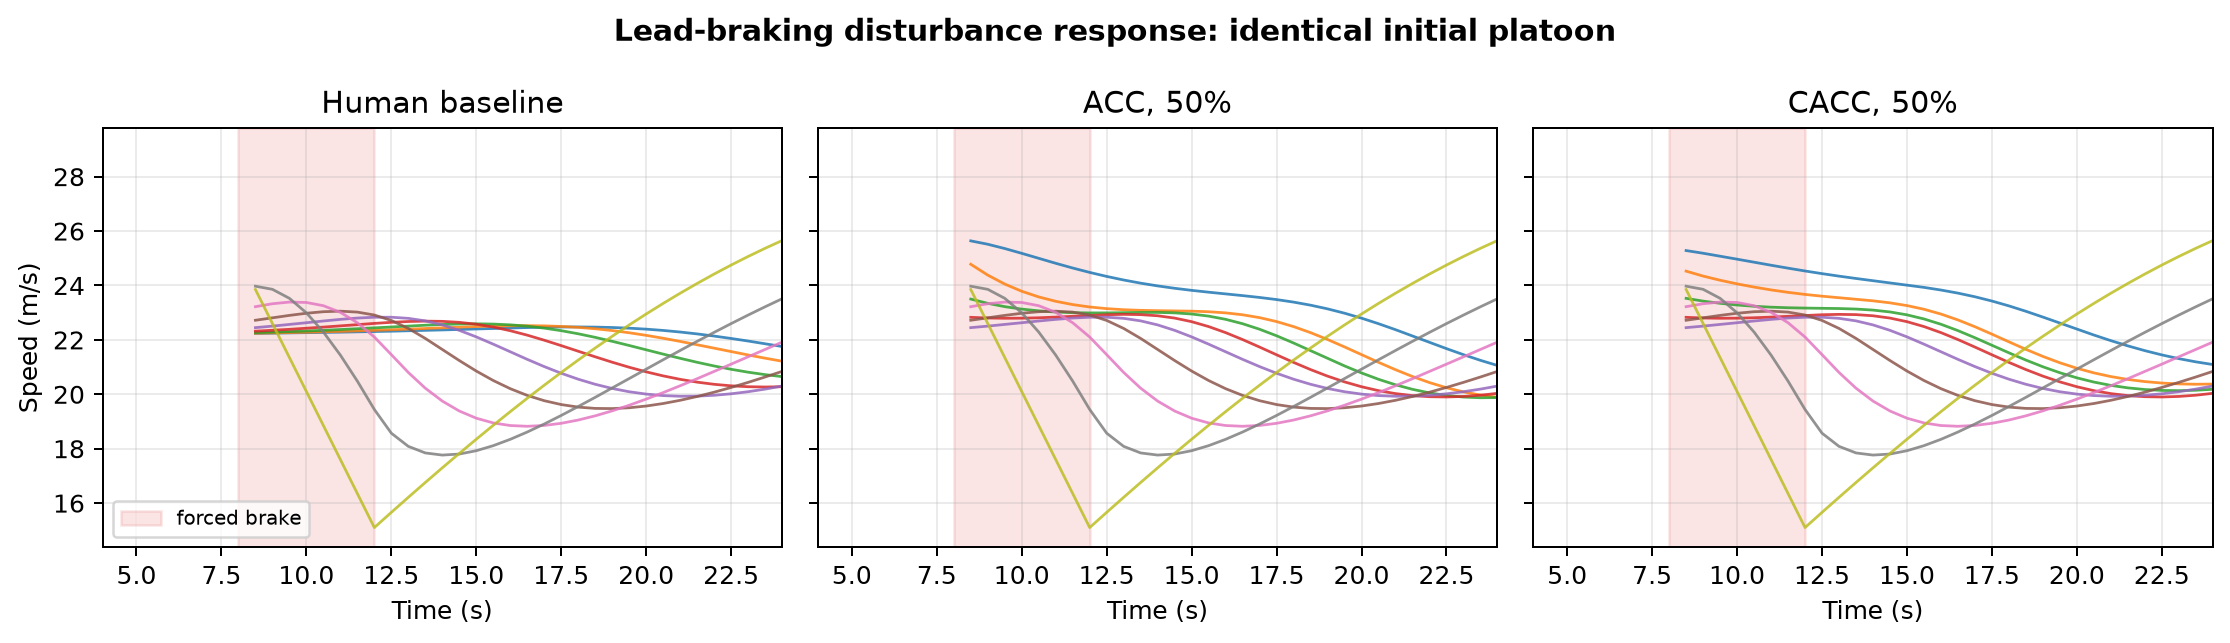 Lead-braking disturbance response: identical initial platoon
Human baseline
ACC, 50%
CACC, 50%
Speed (m/s)
28
26
24
22
20
18
16
forced brake
5.0 7.5 10.0 12.5 15.0 17.5 20.0 22.5
5.0 7.5 10.0 12.5 15.0 17.5 20.0 22.5
5.0 7.5 10.0 12.5 15.0 17.5 20.0 22.5
Time (s)
Time (s)
Time (s)